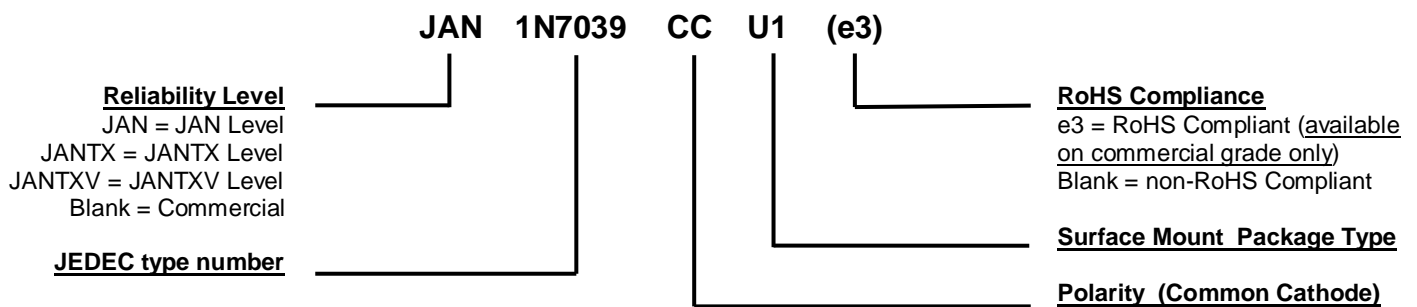 JAN 1N7039 CC U1 (e3)
Reliability Level
JAN = JAN Level
JANTX = JANTX Level
JANTXV = JANTXV Level
Blank = Commercial
JEDEC type number
RoHS Compliance
e3 = RoHS Compliant (available
on commercial grade only)
Blank = non-RoHS Compliant
Surface Mount Package Type
Polarity (Common Cathode)